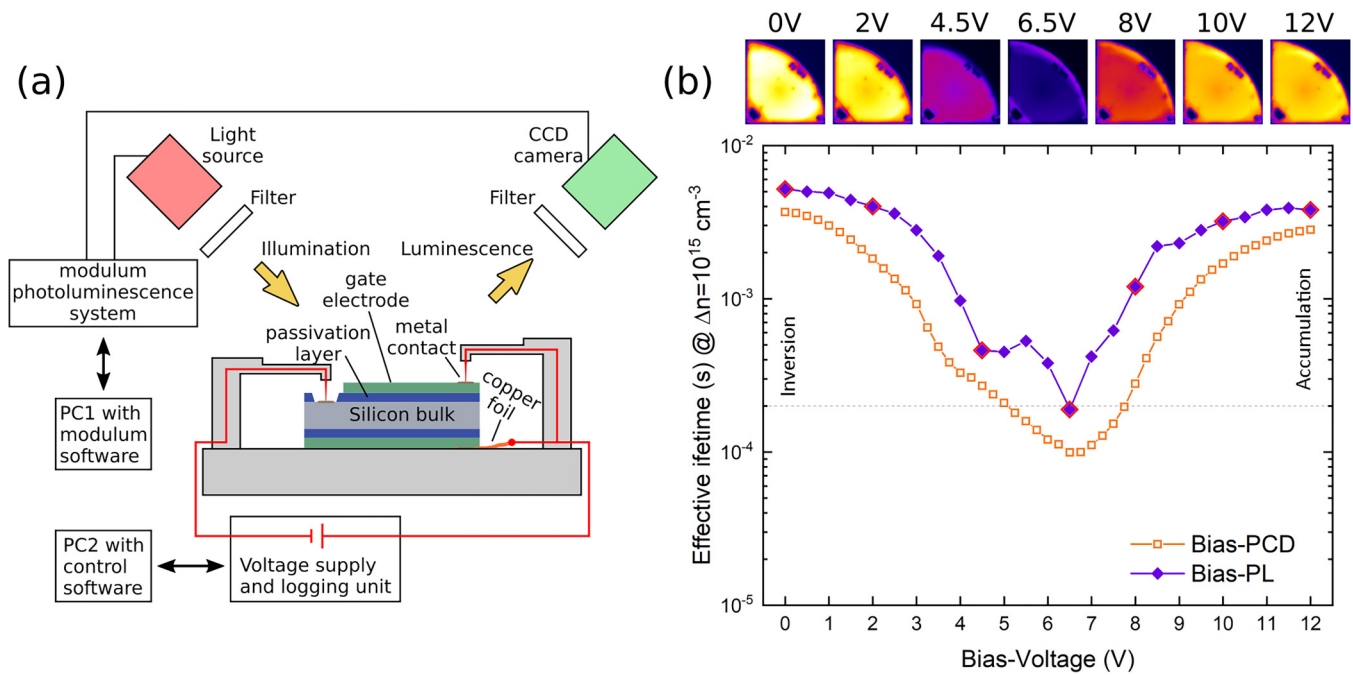 (a)
Light
source
CCD
camera
Filter
Filter
Illumination
Luminescence
modulum
photoluminescence
system
gate
electrode
passivation
layer
metal
contact
copper
foil
Silicon bulk
PC1 with
modulum
software
PC2 with
control
software
Voltage supply
and logging unit
(b)
0V 2V 4.5V 6.5V 8V 10V 12V
Effective ifetime (s) @ Δn=10¹⁵ cm⁻³
10⁻²
10⁻³
10⁻⁴
10⁻⁵
Inversion
Accumulation
Bias-PCD
Bias-PL
0 1 2 3 4 5 6 7 8 9 10 11 12
Bias-Voltage (V)